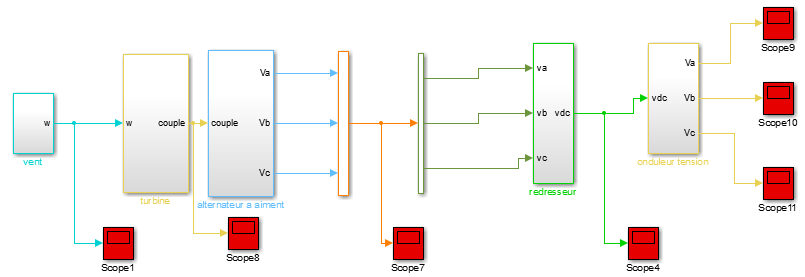 Scope9
Va
va
Va
w
w
couple
couple
Vb
vb
vdc
vdc
Vb
Scope10
vent
Vc
vc
Vc
turbine
alternateur a aiment
redresseur
onduleur tension
Scope11
Scope1
Scope8
Scope7
Scope4